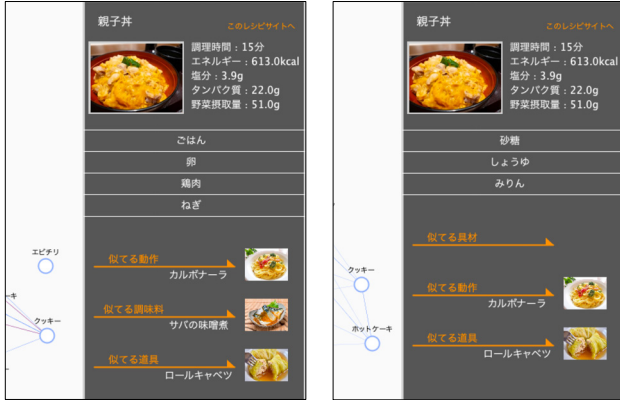 親子丼
このレシピサイトへ
調理時間：15分
エネルギー：613.0kcal
塩分：3.9g
タンパク質：22.0g
野菜摂取量：51.0g
ごはん
卵
鶏肉
ねぎ
エビチリ
似てる動作
カルボナーラ
ーキ
クッキー
似てる調味料
サバの味噌煮
似てる道具
ロールキャベツ
親子丼
このレシピサイトへ
調理時間：15分
エネルギー：613.0kcal
塩分：3.9g
タンパク質：22.0g
野菜摂取量：51.0g
砂糖
しょうゆ
みりん
似てる具材
クッキー
似てる動作
カルボナーラ
ホットケーキ
似てる道具
ロールキャベツ